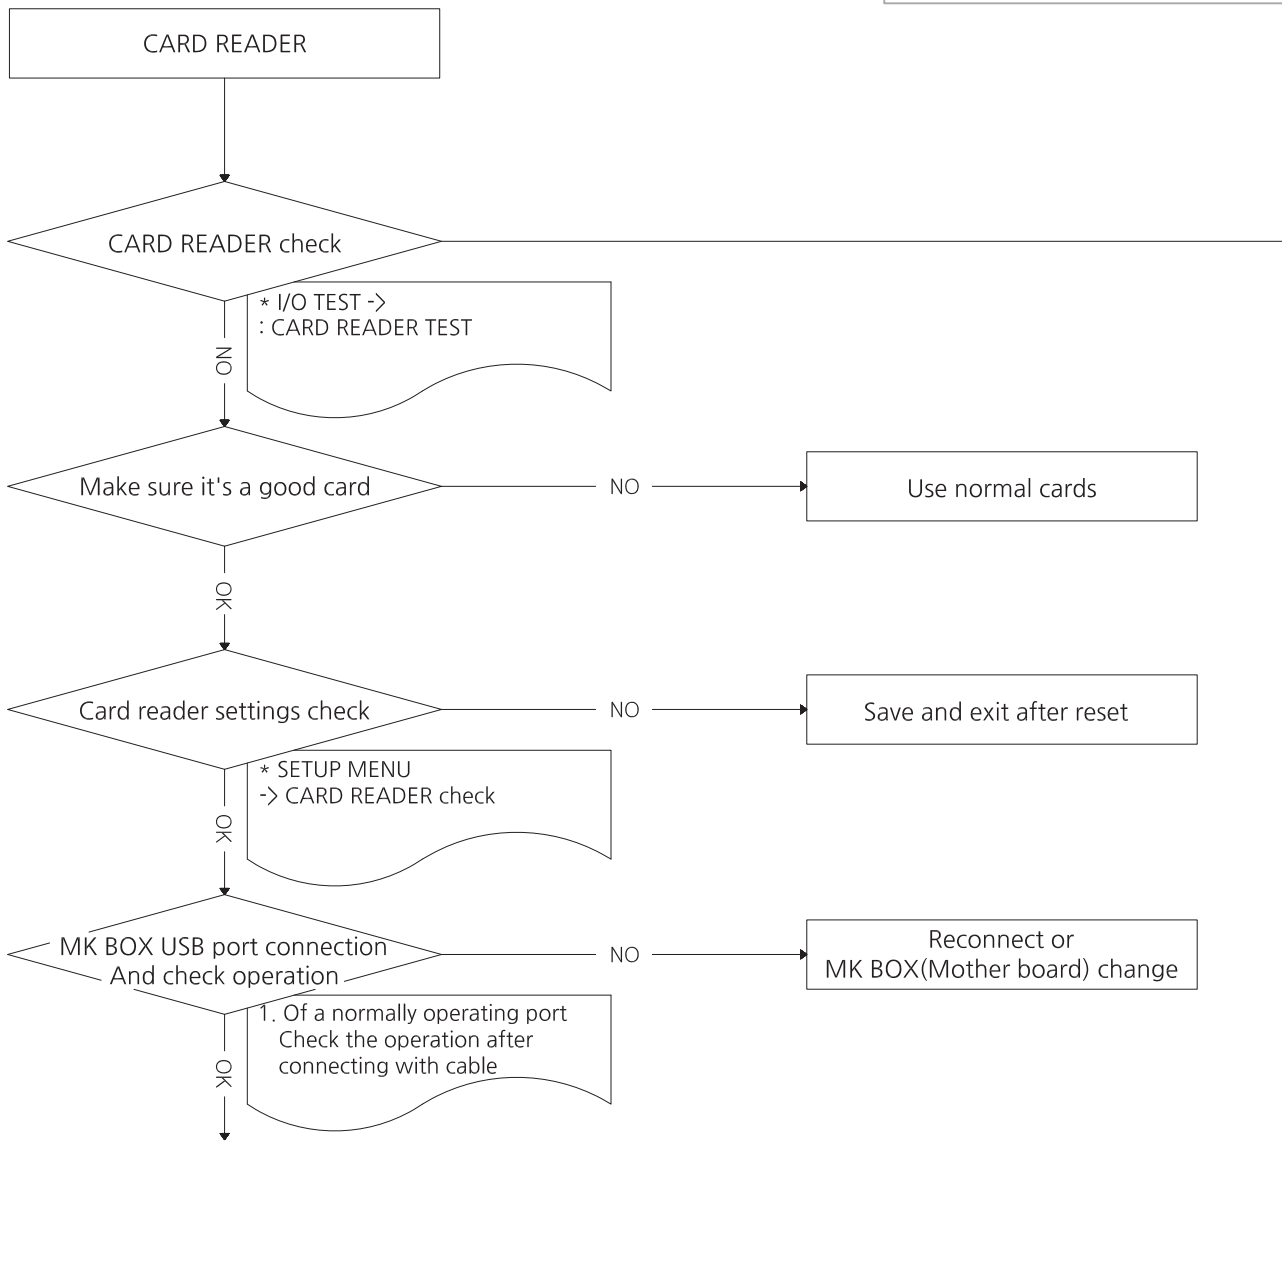 CARD READER
CARD READER check
* I/O TEST ->
: CARD READER TEST
NO
Make sure it's a good card
NO
Use normal cards
OK
Card reader settings check
NO
Save and exit after reset
* SETUP MENU
-> CARD READER check
OK
MK BOX USB port connection
And check operation
NO
Reconnect or
MK BOX(Mother board) change
1. Of a normally operating port
Check the operation after
connecting with cable
OK